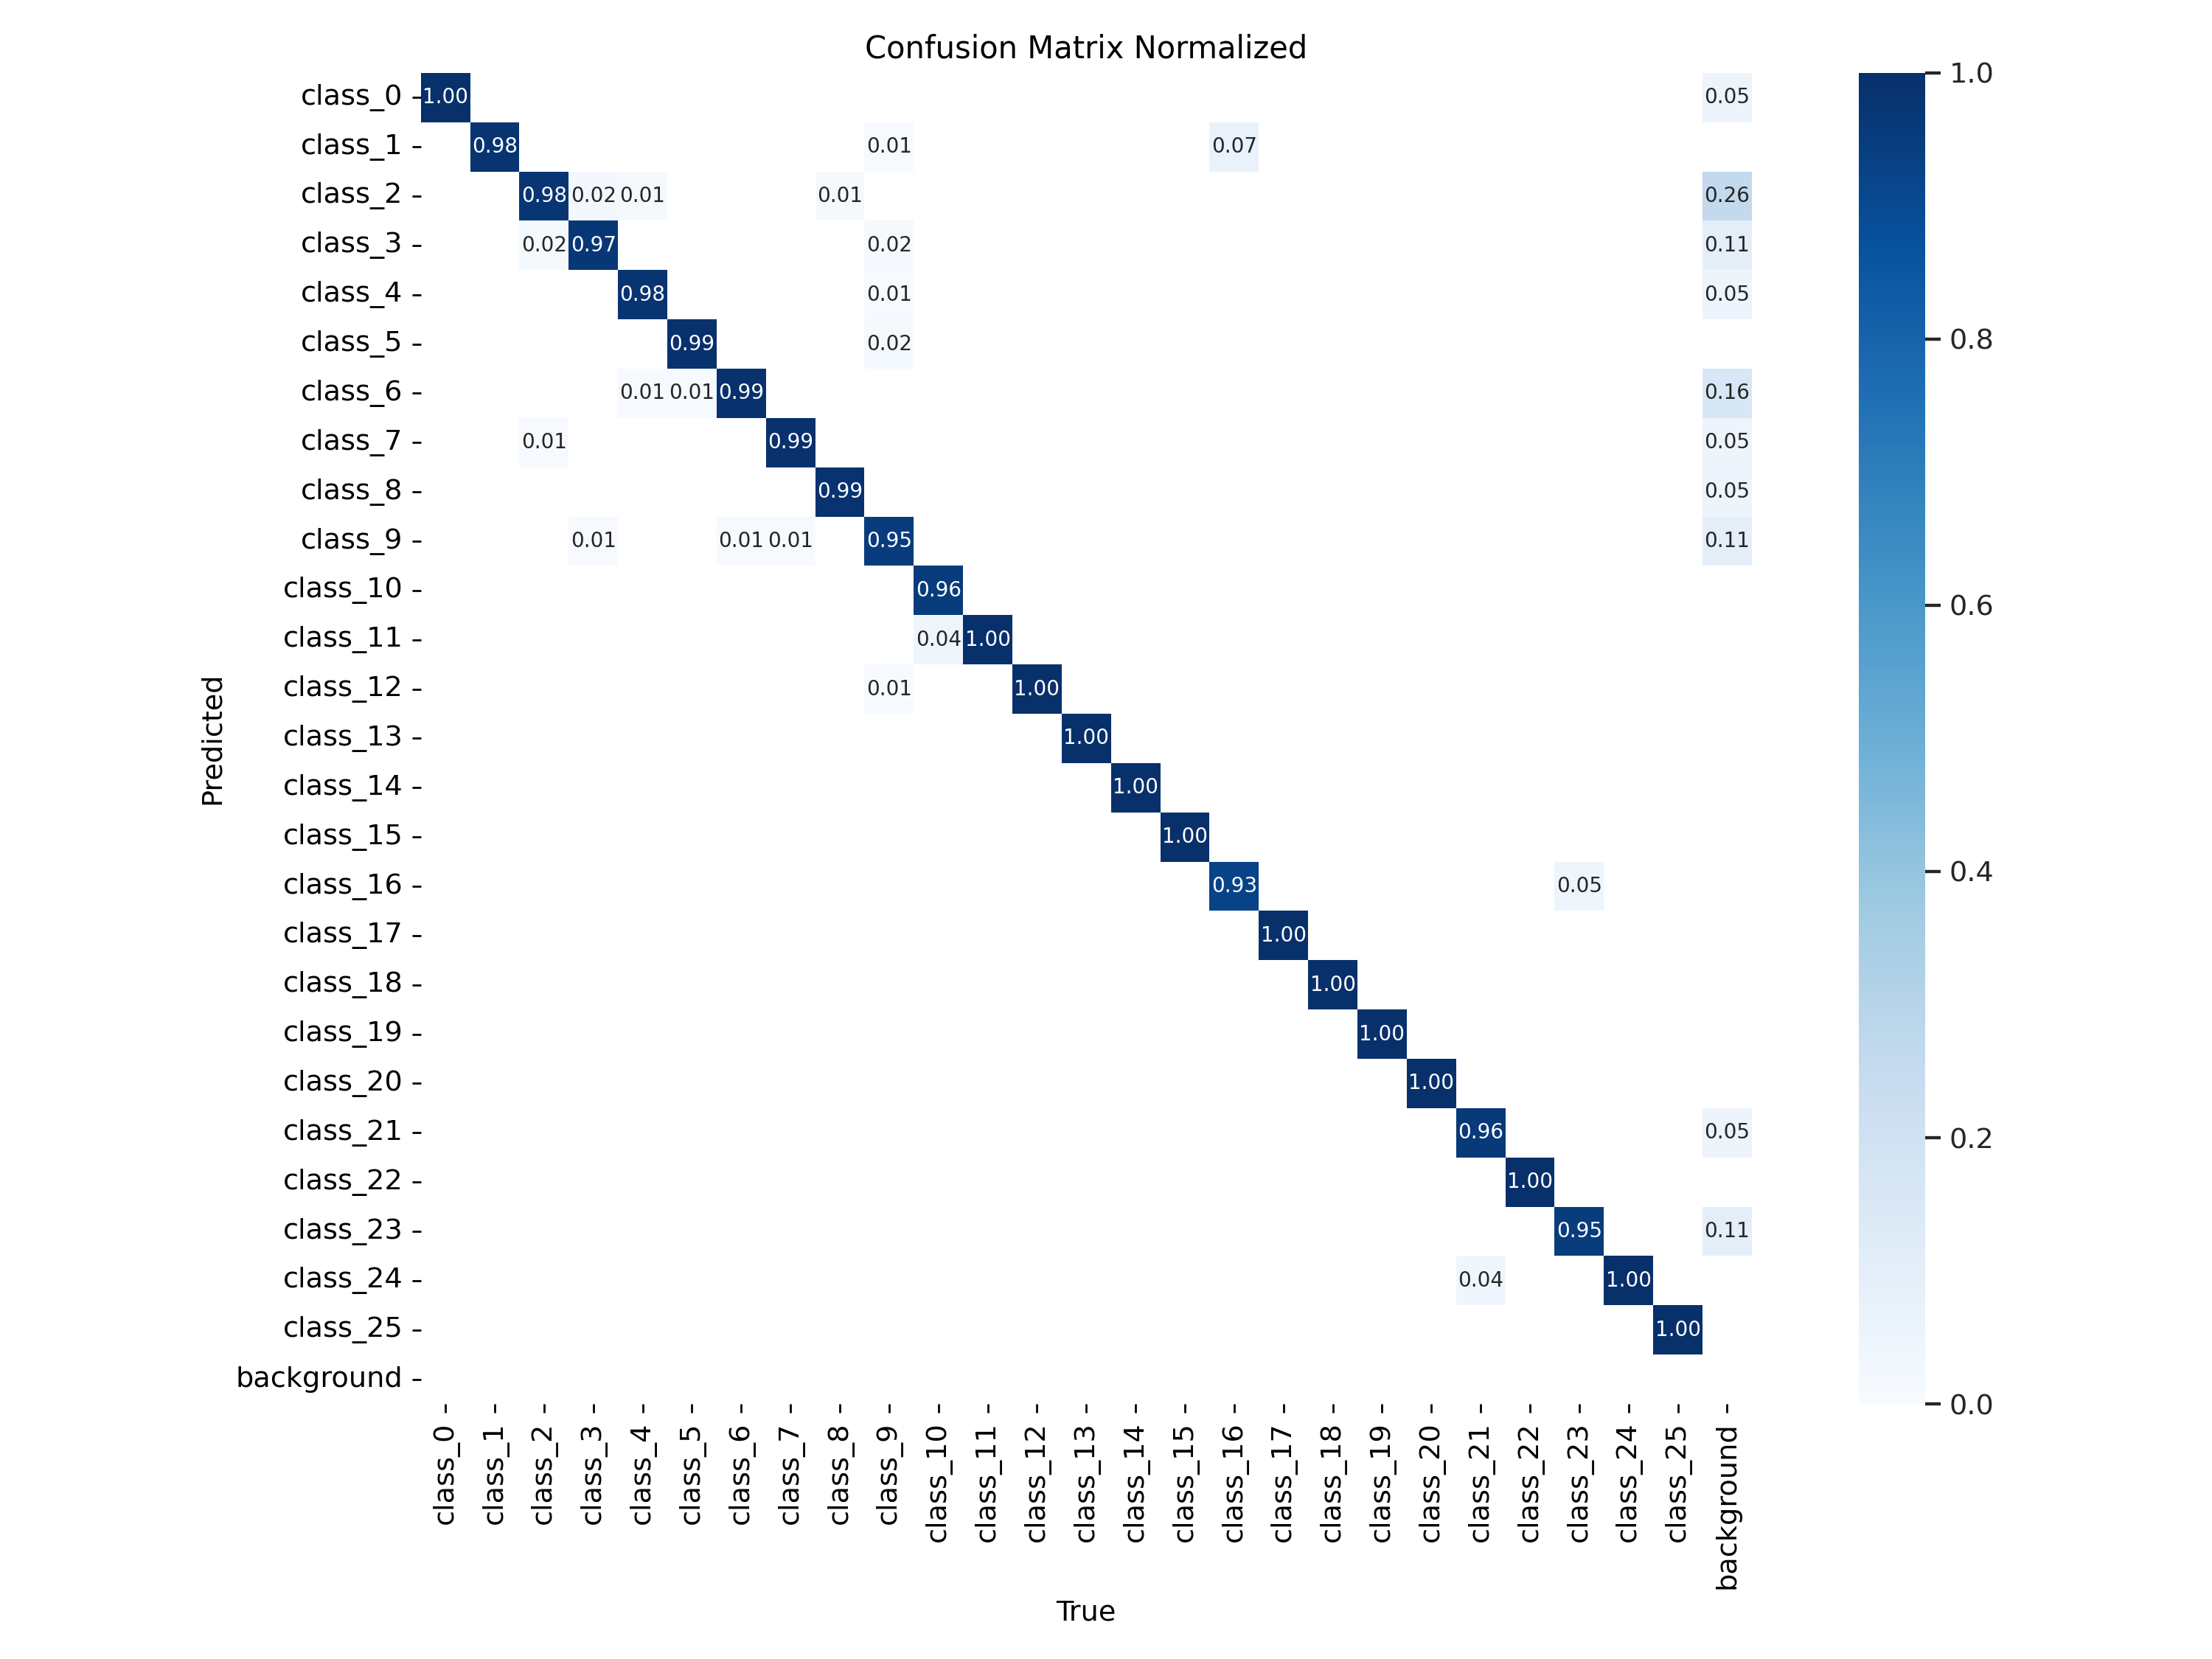 Confusion Matrix Normalized
class_0 1.00 0.05 1.0
class_1 0.98 0.01 0.07
class_2 0.98 0.02 0.01 0.01 0.26
class_3 0.02 0.97 0.02 0.11
class_4 0.98 0.01 0.05
class_5 0.99 0.02 0.8
class_6 0.01 0.01 0.99 0.16
class_7 0.01 0.99 0.05
class_8 0.99 0.05
class_9 0.01 0.01 0.01 0.95 0.11
class_10 0.96 0.6
class_11 0.04 1.00
class_12 0.01 1.00
Predicted
class_13 1.00
class_14 1.00
class_15 1.00
class_16 0.93 0.05 0.4
class_17 1.00
class_18 1.00
class_19 1.00
class_20 1.00
class_21 0.96 0.05 0.2
class_22 1.00
class_23 0.95 0.11
class_24 0.04 1.00
class_25 1.00
background 0.0
class_0 class_1 class_2 class_3 class_4 class_5 class_6 class_7 class_8 class_9 class_10 class_11 class_12 class_13 class_14 class_15 class_16 class_17 class_18 class_19 class_20 class_21 class_22 class_23 class_24 class_25 background
True